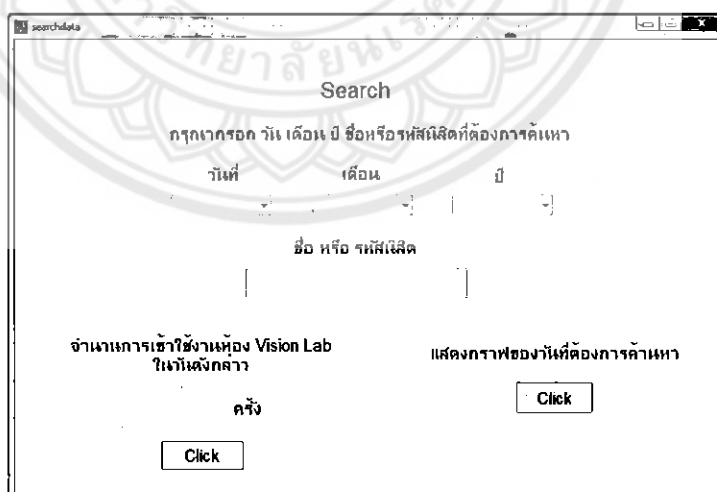 searchdata
ทยาลัยน
Search
กรุณากรอก วัน เดือน ปี ชื่อหรือรหัสนิสิตที่ต้องการค้นหา
วันที่ เดือน ปี
ชื่อ หรือ รหัสนิสิต
จำนวนการเข้าใช้งานห้อง Vision Lab
ในวันดังกล่าว
แสดงกราฟของวันที่ต้องการค้นหา
ครั้ง
Click
Click